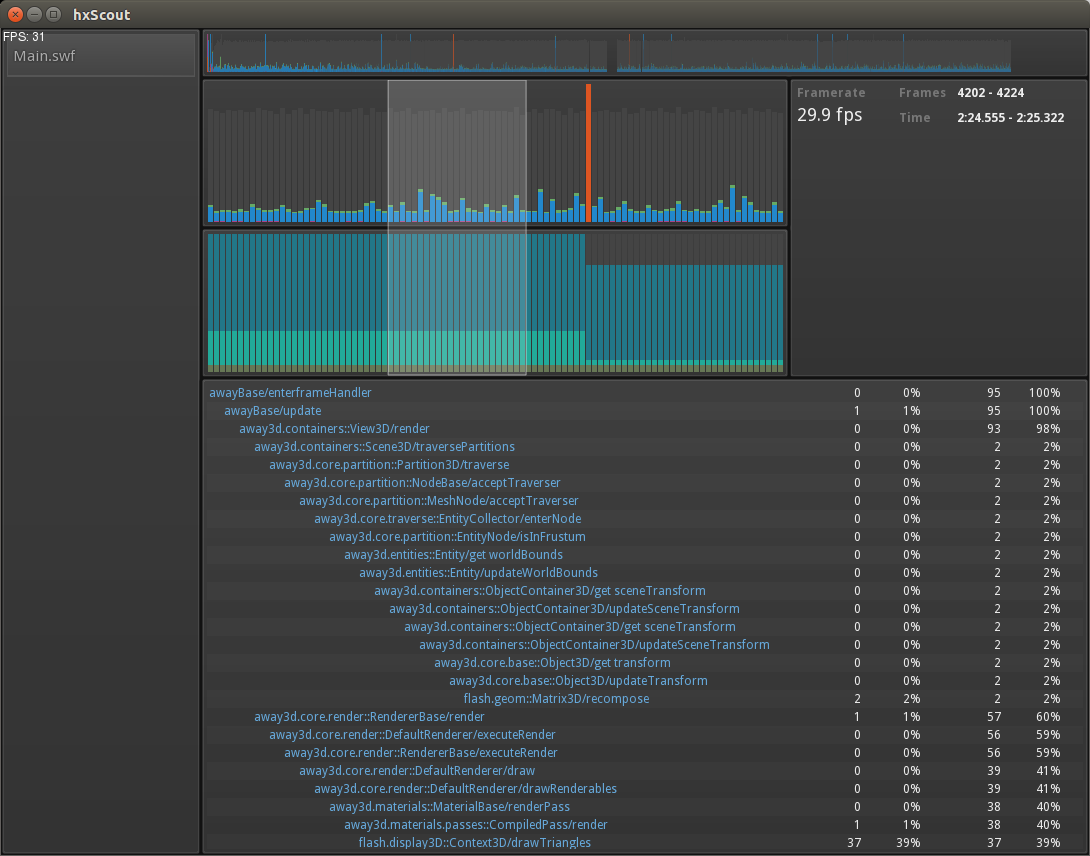 hxScout
FPS: 31
Main.swf
Framerate Frames 4202 - 4224
29.9 fps Time 2:24.555 - 2:25.322
awayBase/enterframeHandler 0 0% 95 100%
awayBase/update 1 1% 95 100%
away3d.containers::View3D/render 0 0% 93 98%
away3d.containers::Scene3D/traversePartitions 0 0% 2 2%
away3d.core.partition::Partition3D/traverse 0 0% 2 2%
away3d.core.partition::NodeBase/acceptTraverser 0 0% 2 2%
away3d.core.partition::MeshNode/acceptTraverser 0 0% 2 2%
away3d.core.traverse::EntityCollector/enterNode 0 0% 2 2%
away3d.core.partition::EntityNode/isInFrustum 0 0% 2 2%
away3d.entities::Entity/get worldBounds 0 0% 2 2%
away3d.entities::Entity/updateWorldBounds 0 0% 2 2%
away3d.containers::ObjectContainer3D/get sceneTransform 0 0% 2 2%
away3d.containers::ObjectContainer3D/updateSceneTransform 0 0% 2 2%
away3d.containers::ObjectContainer3D/get sceneTransform 0 0% 2 2%
away3d.containers::ObjectContainer3D/updateSceneTransform 0 0% 2 2%
away3d.core.base::Object3D/get transform 0 0% 2 2%
away3d.core.base::Object3D/updateTransform 0 0% 2 2%
flash.geom::Matrix3D/recompose 2 2% 2 2%
away3d.core.render::RendererBase/render 1 1% 57 60%
away3d.core.render::DefaultRenderer/executeRender 0 0% 56 59%
away3d.core.render::RendererBase/executeRender 0 0% 56 59%
away3d.core.render::DefaultRenderer/draw 0 0% 39 41%
away3d.core.render::DefaultRenderer/drawRenderables 0 0% 39 41%
away3d.materials::MaterialBase/renderPass 0 0% 38 40%
away3d.materials.passes::CompiledPass/render 1 1% 38 40%
flash.display3D::Context3D/drawTriangles 37 39% 37 39%